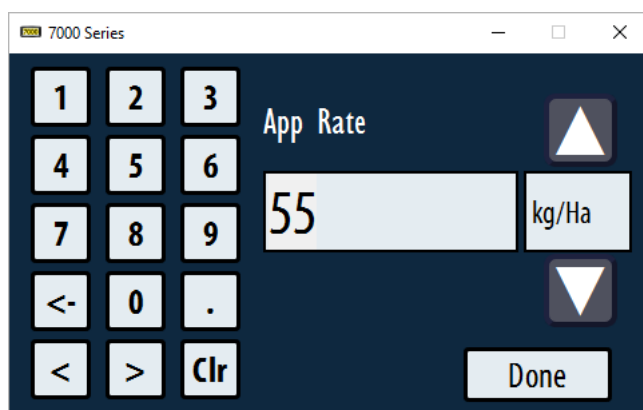 7000 7000 Series
1 2 3
App Rate
4 5 6
55 kg/Ha
7 8 9
<- 0 .
< > Clr
Done